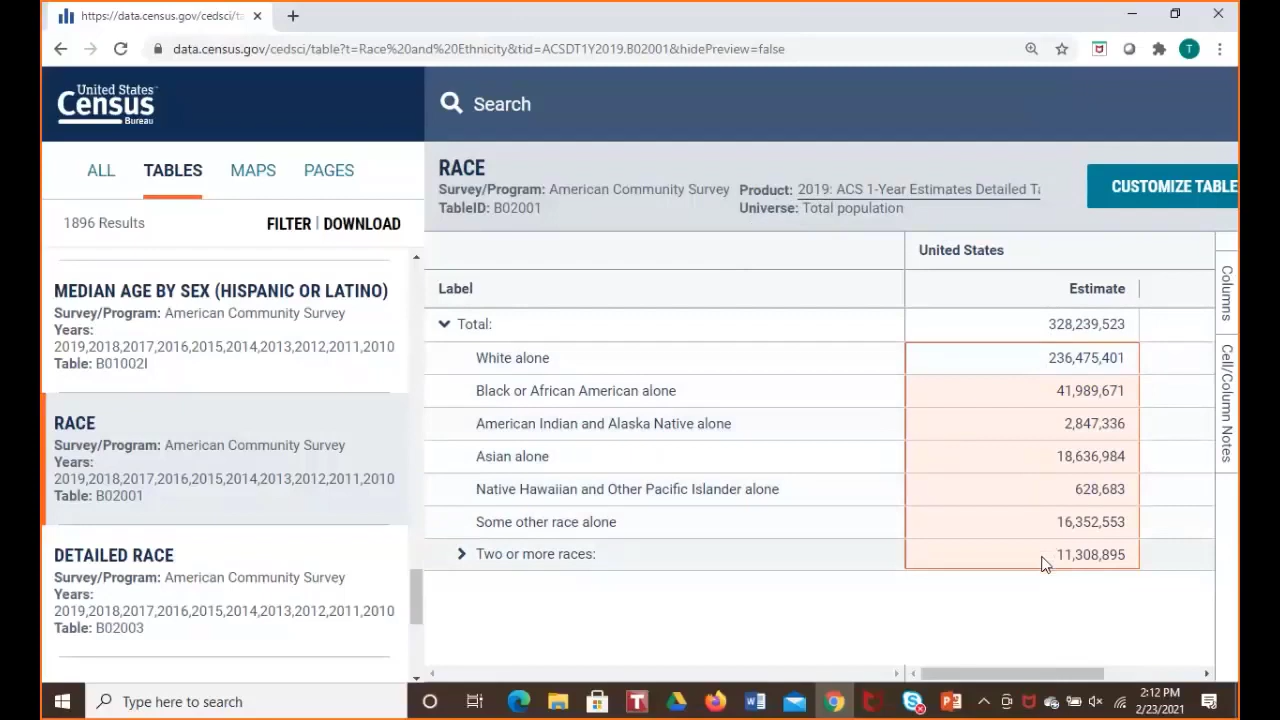 https://data.census.gov/cedsci/ta
data.census.gov/cedsci/table?t=Race%20and%20Ethnicity&tid=ACSDT1Y2019.B02001&hidePreview=false
T
United States
Census
Bureau
Search
ALL TABLES MAPS PAGES
1896 Results FILTER | DOWNLOAD
MEDIAN AGE BY SEX (HISPANIC OR LATINO)
Survey/Program: American Community Survey
Years:
2019,2018,2017,2016,2015,2014,2013,2012,2011,2010
Table: B01002I
RACE
Survey/Program: American Community Survey
Years:
2019,2018,2017,2016,2015,2014,2013,2012,2011,2010
Table: B02001
DETAILED RACE
Survey/Program: American Community Survey
Years:
2019,2018,2017,2016,2015,2014,2013,2012,2011,2010
Table: B02003
RACE
Survey/Program: American Community Survey Product: 2019: ACS 1-Year Estimates Detailed Ta
TableID: B02001 Universe: Total population
CUSTOMIZE TABLE
United States
Label Estimate
Total: 328,239,523
White alone 236,475,401
Black or African American alone 41,989,671
American Indian and Alaska Native alone 2,847,336
Asian alone 18,636,984
Native Hawaiian and Other Pacific Islander alone 628,683
Some other race alone 16,352,553
Two or more races: 11,308,895
Columns
Cell/Column Notes
Type here to search
2:12 PM
2/23/2021